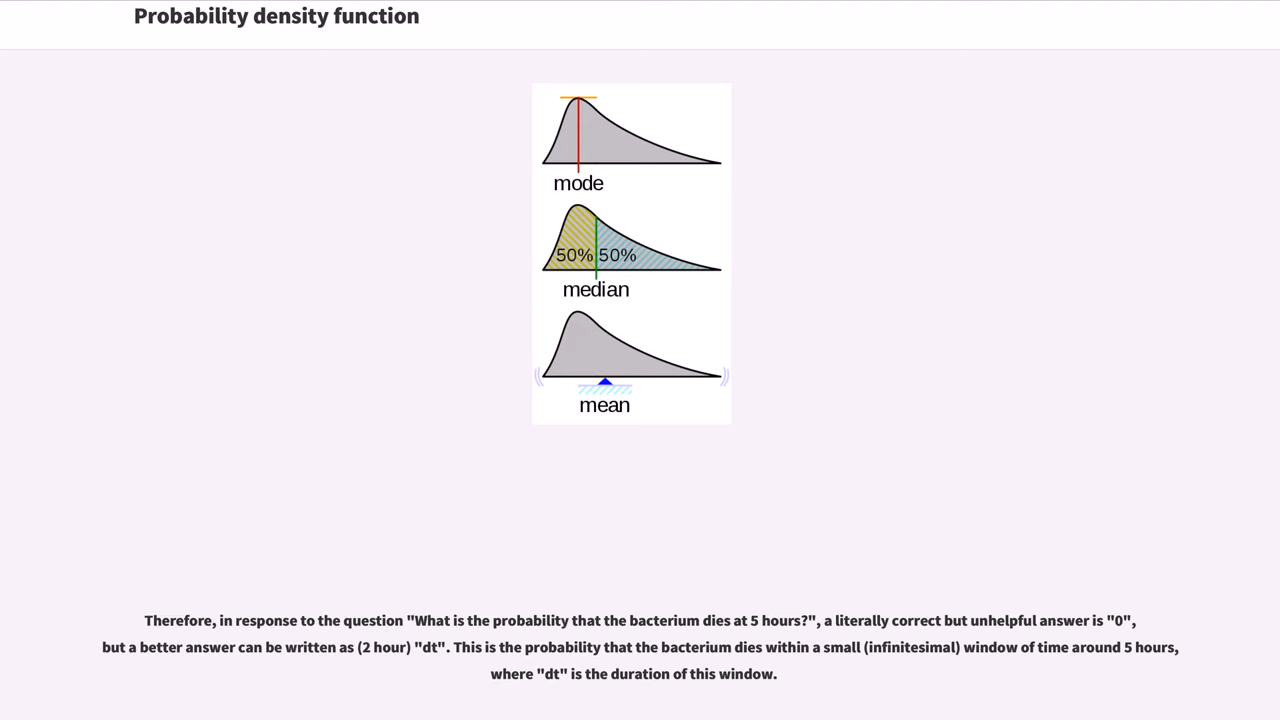 Probability density function
mode
50% 50%
median
mean
Therefore, in response to the question "What is the probability that the bacterium dies at 5 hours?", a literally correct but unhelpful answer is "0",
but a better answer can be written as (2 hour) "dt". This is the probability that the bacterium dies within a small (infinitesimal) window of time around 5 hours,
where "dt" is the duration of this window.